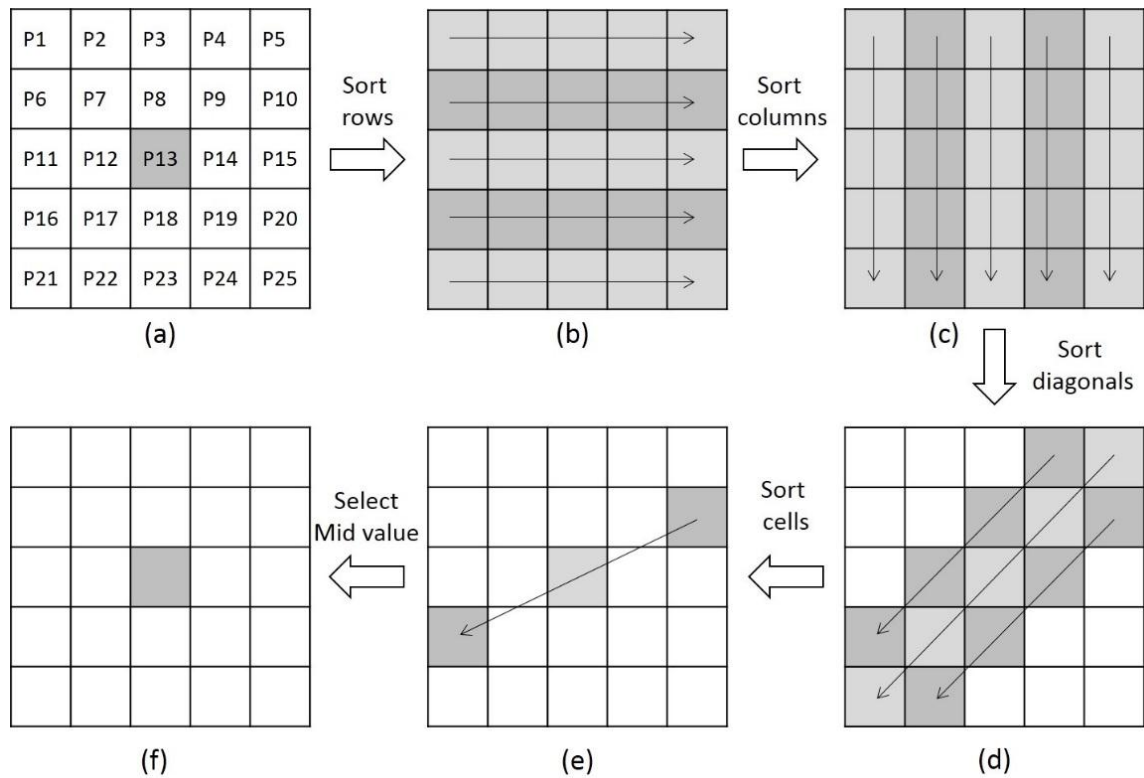 P1 P2 P3 P4 P5
P6 P7 P8 P9 P10
P11 P12 P13 P14 P15
P16 P17 P18 P19 P20
P21 P22 P23 P24 P25
(a)
Sort
rows
(b)
Sort
columns
(c)
Sort
diagonals
(d)
Sort
cells
(e)
Select
Mid value
(f)